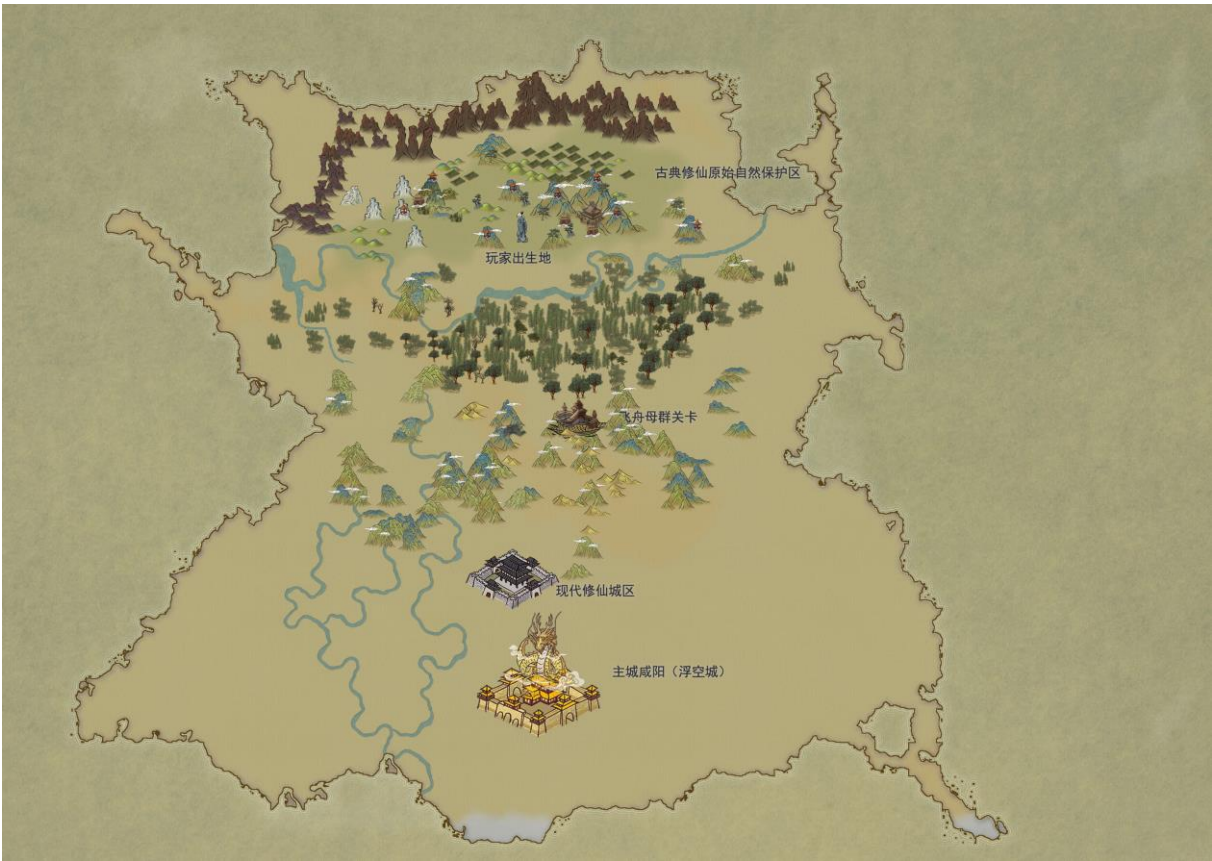 古典修仙原始自然保护区
玩家出生地
飞舟母群关卡
现代修仙城区
主城咸阳（浮空城）